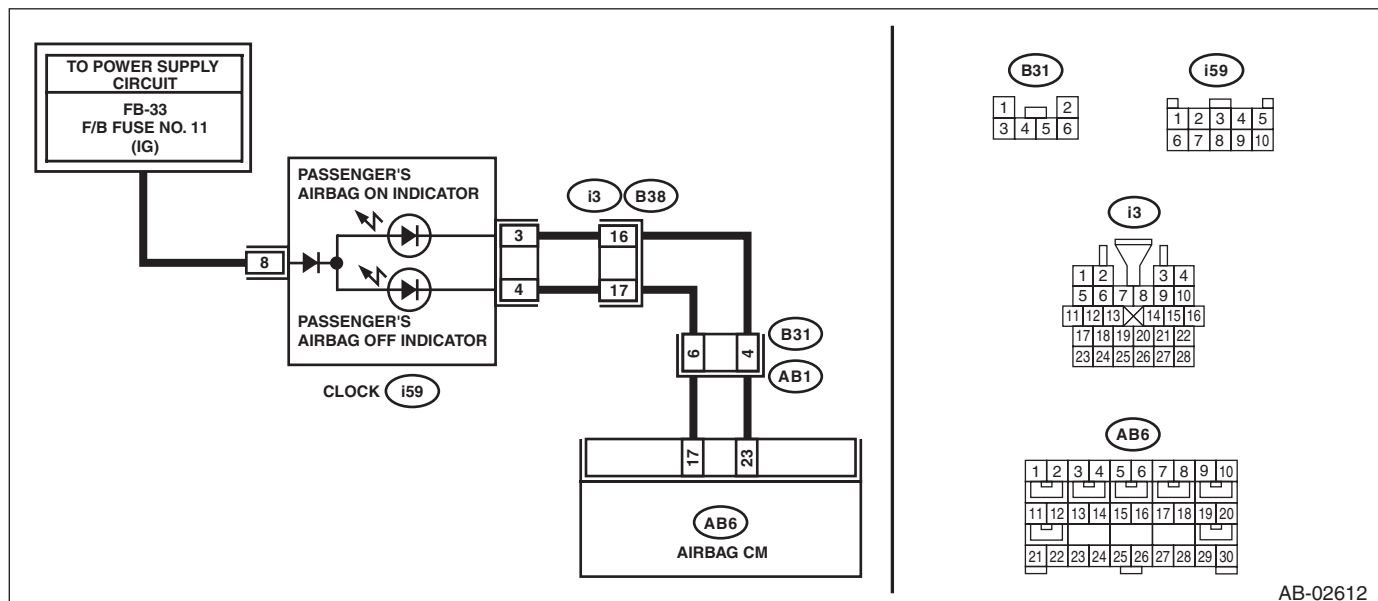 TO POWER SUPPLY
CIRCUIT
FB-33
F/B FUSE NO. 11
(IG)
PASSENGER'S
AIRBAG ON INDICATOR
8
3
4
PASSENGER'S
AIRBAG OFF INDICATOR
CLOCK i59
i3 B38
16
17
6 4
B31
AB1
17 23
AB6
AIRBAG CM
B31
1 2
3 4 5 6
i59
1 2 3 4 5
6 7 8 9 10
i3
1 2 3 4
5 6 7 8 9 10
11 12 13 14 15 16
17 18 19 20 21 22
23 24 25 26 27 28
AB6
1 2 3 4 5 6 7 8 9 10
11 12 13 14 15 16 17 18 19 20
21 22 23 24 25 26 27 28 29 30
AB-02612